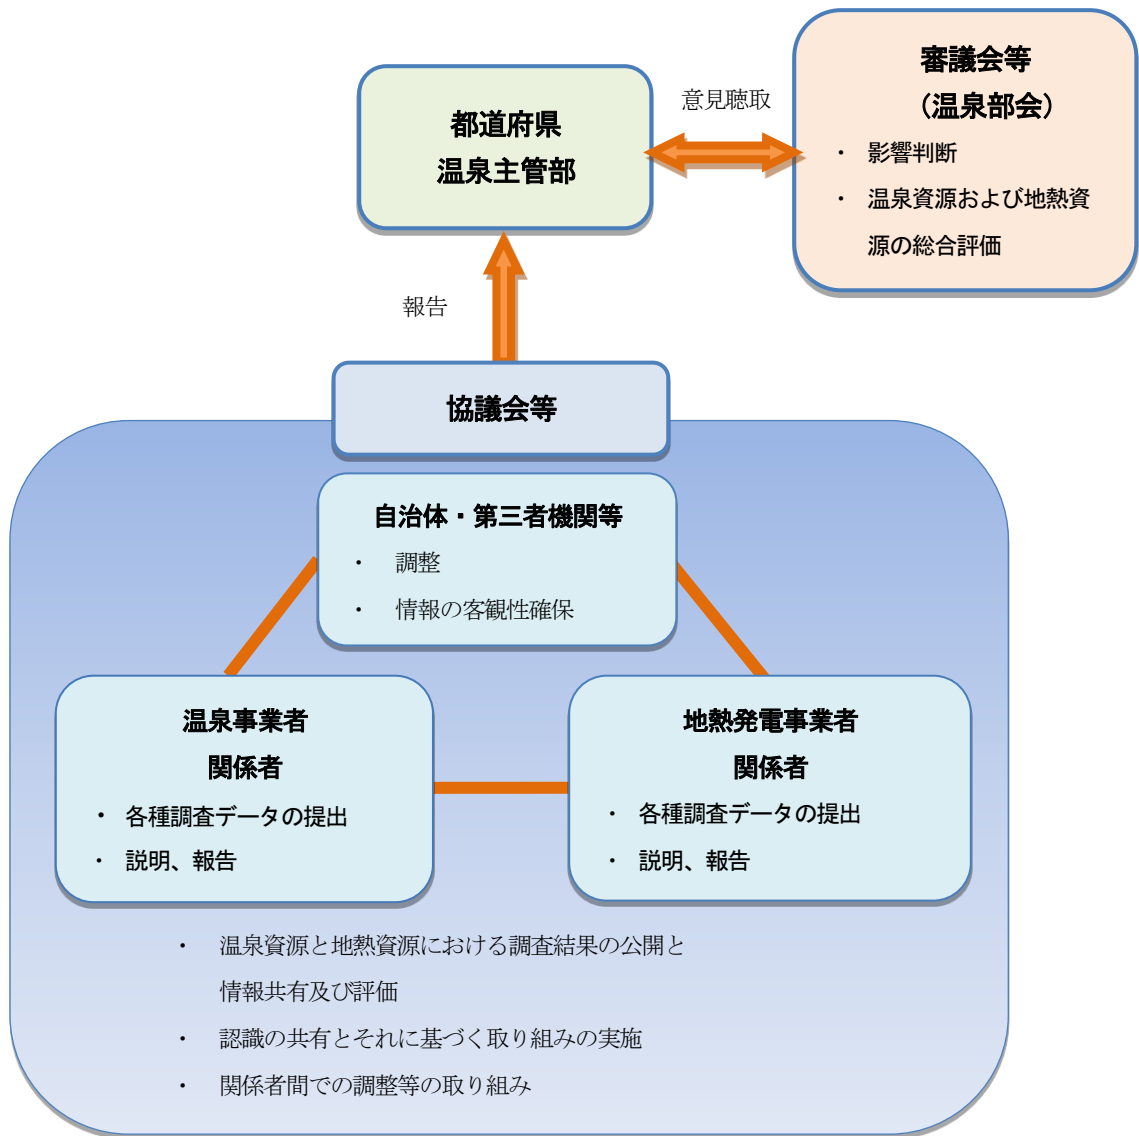 審議会等
（温泉部会）
・ 影響判断
・ 温泉資源および地熱資
源の総合評価
意見聴取
都道府県
温泉主管部
報告
協議会等
自治体・第三者機関等
・ 調整
・ 情報の客観性確保
温泉事業者
関係者
・ 各種調査データの提出
・ 説明、報告
地熱発電事業者
関係者
・ 各種調査データの提出
・ 説明、報告
・ 温泉資源と地熱資源における調査結果の公開と
情報共有及び評価
・ 認識の共有とそれに基づく取り組みの実施
・ 関係者間での調整等の取り組み